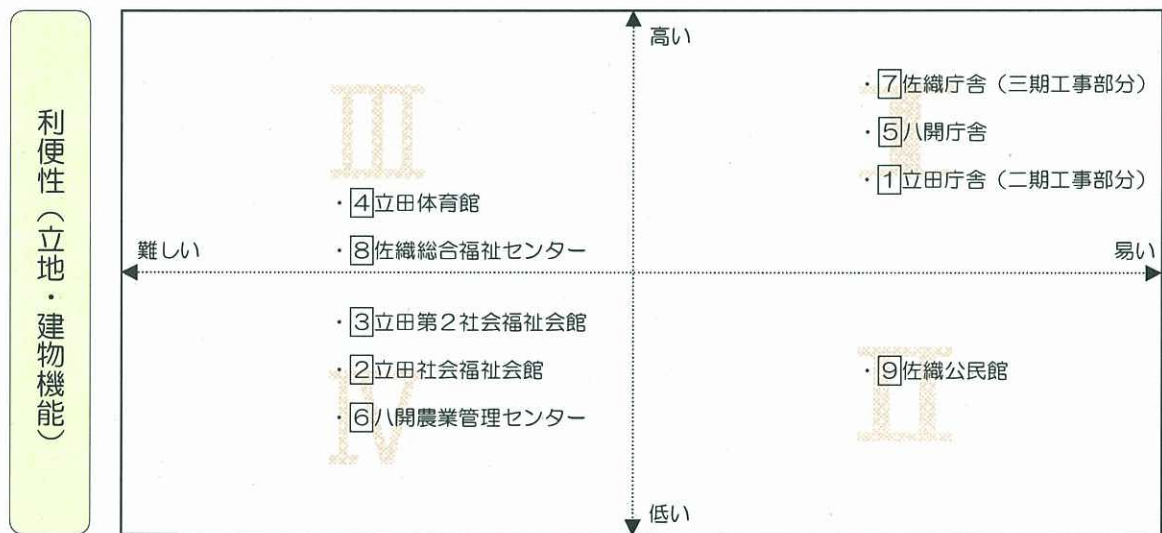 利便性（立地・建物機能）
高い
Ⅲ
Ⅰ
・7佐織庁舎（三期工事部分）
・5八開庁舎
・1立田庁舎（二期工事部分）
・4立田体育館
・8佐織総合福祉センター
難しい
易い
・3立田第２社会福祉会館
・2立田社会福祉会館
・6八開農業管理センター
Ⅳ
・9佐織公民館
Ⅱ
低い